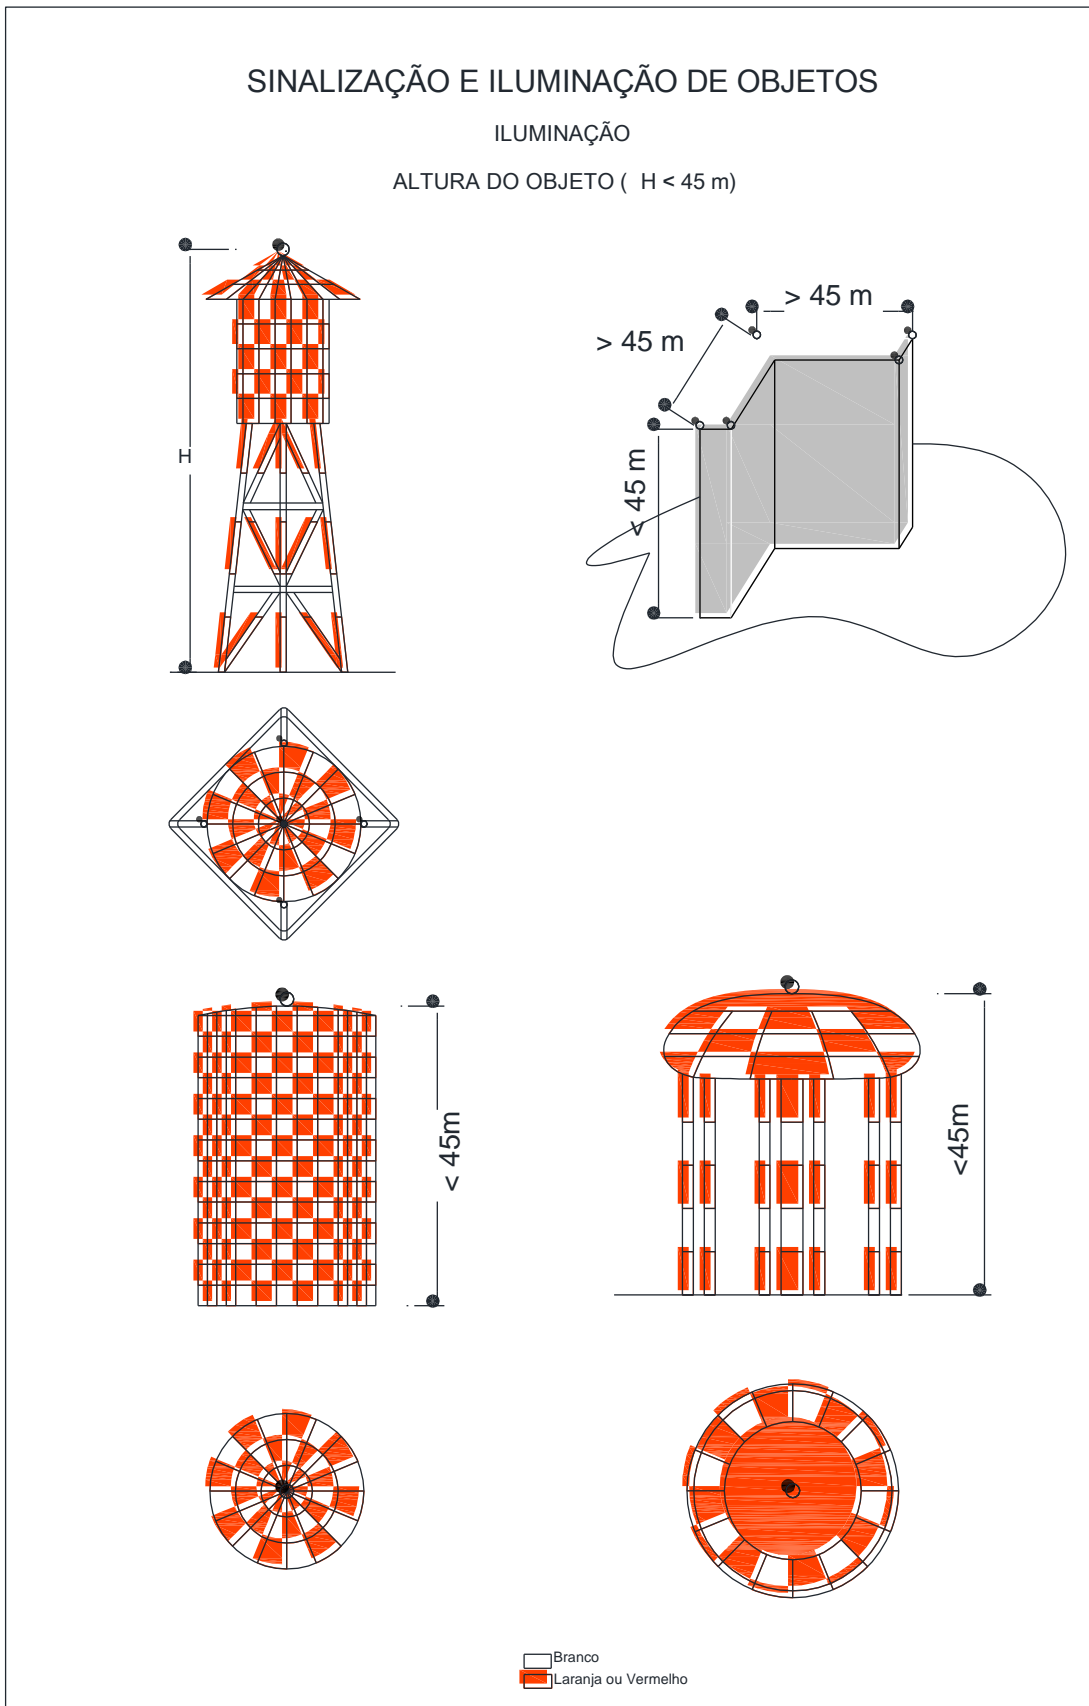 SINALIZAÇÃO E ILUMINAÇÃO DE OBJETOS
ILUMINAÇÃO
ALTURA DO OBJETO ( H < 45 m)
> 45 m
> 45 m
H
< 45 m
< 45m
<45m
Branco
Laranja ou Vermelho